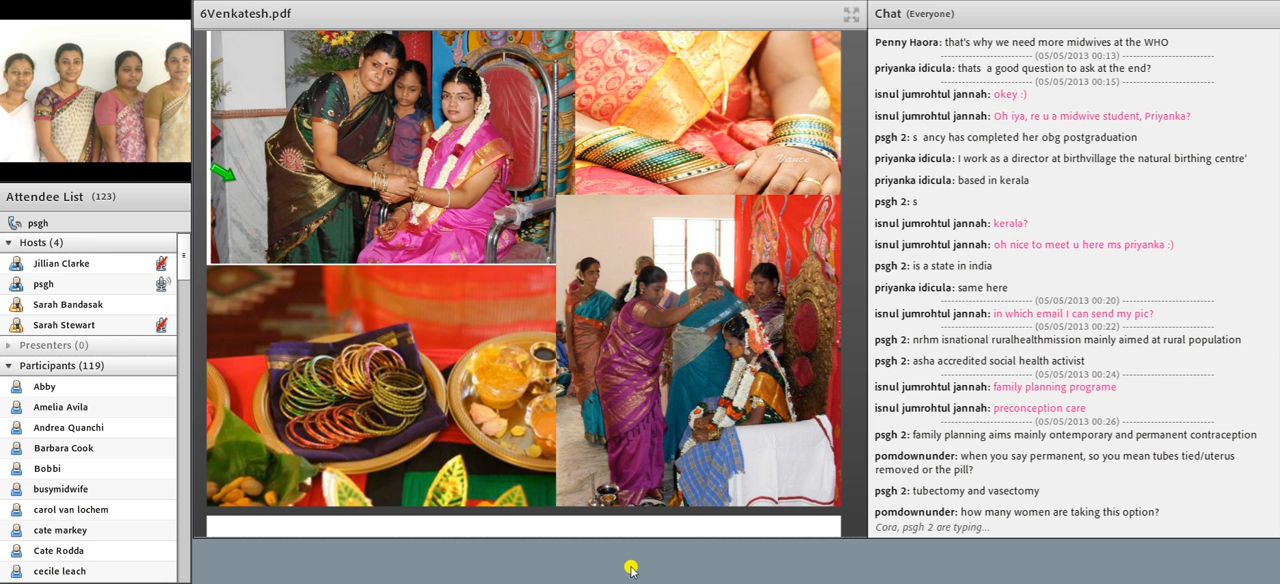 6Venkatesh.pdf
Vance
Attendee List (123)
psgh
Hosts (4)
Jillian Clarke
psgh
Sarah Bandasak
Sarah Stewart
Presenters (0)
Participants (119)
Abby
Amelia Avila
Andrea Quanchi
Barbara Cook
Bobbi
busymidwife
carol van lochem
cate markey
Cate Rodda
cecile leach
Chat (Everyone)
Penny Haora: that's why we need more midwives at the WHO
------------------------ (05/05/2013 00:13) ------------------------
priyanka idicula: thats  a good question to ask at the end?
------------------------ (05/05/2013 00:15) ------------------------
isnul jumrohtul jannah: okey :)
isnul jumrohtul jannah: Oh iya, re u a midwive student, Priyanka?
psgh 2: s  ancy has completed her obg postgraduation
priyanka idicula: I work as a director at birthvillage the natural birthing centre'
priyanka idicula: based in kerala
psgh 2: s
isnul jumrohtul jannah: kerala?
isnul jumrohtul jannah: oh nice to meet u here ms priyanka :)
psgh 2: is a state in india
priyanka idicula: same here
------------------------ (05/05/2013 00:20) ------------------------
isnul jumrohtul jannah: in which email I can send my pic?
------------------------ (05/05/2013 00:22) ------------------------
psgh 2: nrhm isnational ruralhealthmission mainly aimed at rural population
psgh 2: asha accredited social health activist
------------------------ (05/05/2013 00:24) ------------------------
isnul jumrohtul jannah: family planning programe
isnul jumrohtul jannah: preconception care
------------------------ (05/05/2013 00:26) ------------------------
psgh 2: family planning aims mainly ontemporary and permanent contraception
pomdownunder: when you say permanent, so you mean tubes tied/uterus
removed or the pill?
psgh 2: tubectomy and vasectomy
pomdownunder: how many women are taking this option?
Cora, psgh 2 are typing...